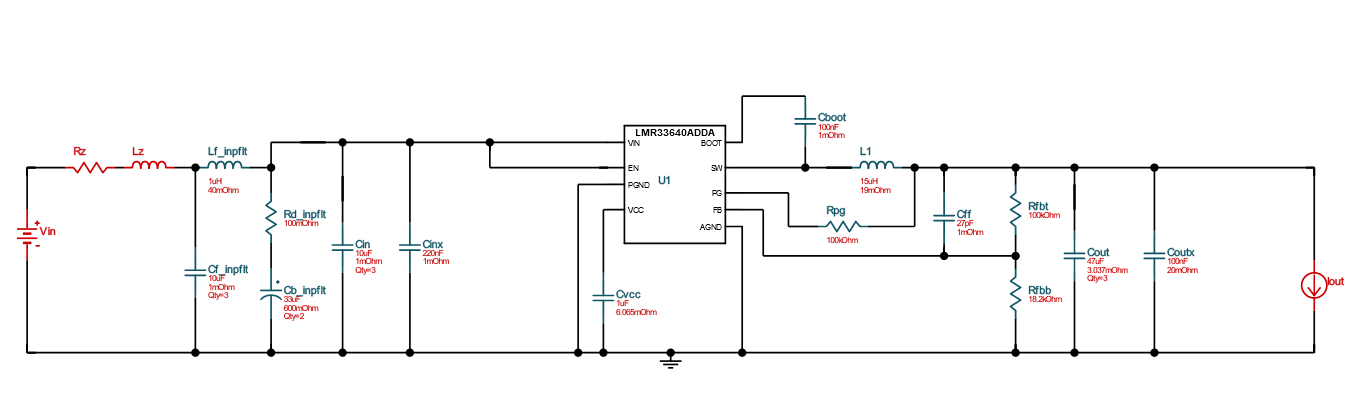 LMR33640ADDA
VIN
EN
PGND
VCC
U1
BOOT
SW
PG
FB
AGND
Rz
Lz
Lf_inpflt
1uH
40mOhm
Rd_inpflt
100mOhm
Cf_inpflt
10uF
1mOhm
Qty=3
Cb_inpflt
33uF
600mOhm
Qty=2
Vin
+
-
Cin
10uF
1mOhm
Qty=3
Cinx
220nF
1mOhm
Cvcc
1uF
6.065mOhm
Cboot
100nF
1mOhm
L1
15uH
19mOhm
Rpg
100kOhm
Cff
27pF
1mOhm
Rfbt
100kOhm
Rfbb
18.2kOhm
Cout
47uF
3.037mOhm
Qty=3
Coutx
100nF
20mOhm
Iout